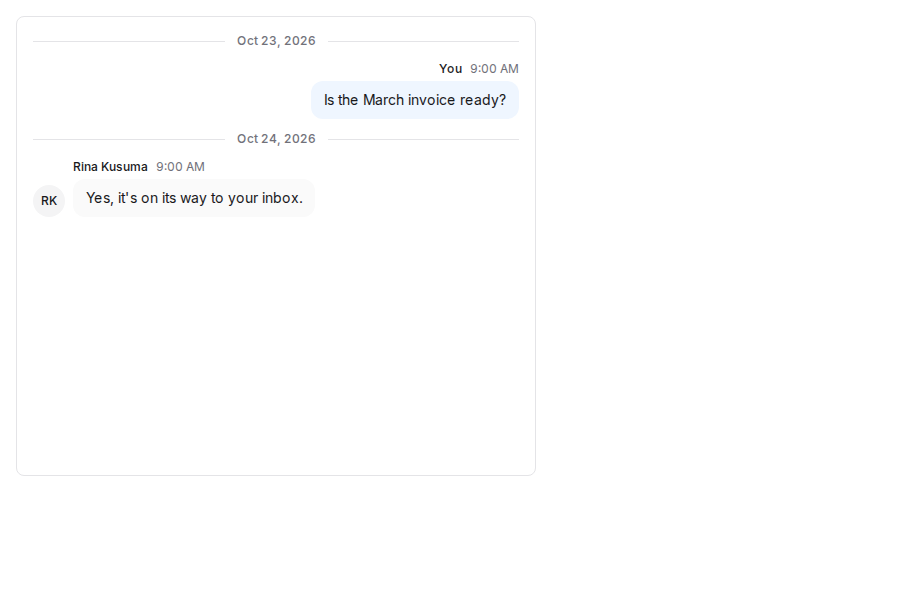 Oct 23, 2026
You 9:00 AM
Is the March invoice ready?
Oct 24, 2026
Rina Kusuma 9:00 AM
RK Yes, it's on its way to your inbox.